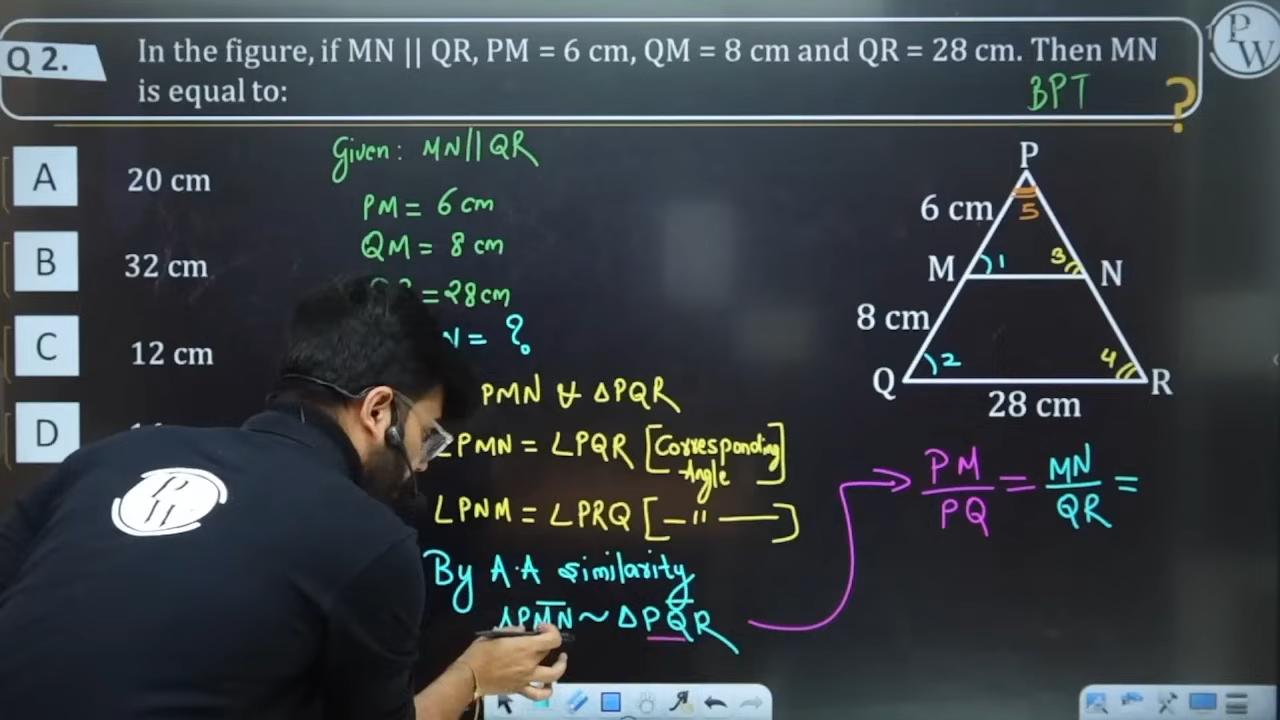 Q 2.
In the figure, if MN || QR, PM = 6 cm, QM = 8 cm and QR = 28 cm. Then MN
is equal to:
BPT
?
P
W
A
20 cm
B
32 cm
C
12 cm
D
Given: MN||QR
PM = 6 cm
QM = 8 cm
= 28 cm
= ?
PMN & ΔPQR
∠PMN = ∠PQR [Corresponding
Angle]
∠PNM = ∠PRQ [—"——]
By A·A similarity
ΔPMN ~ ΔPQR
P
6 cm
5
M
1
3
N
8 cm
2
4
Q
R
28 cm
PM/PQ = MN/QR =